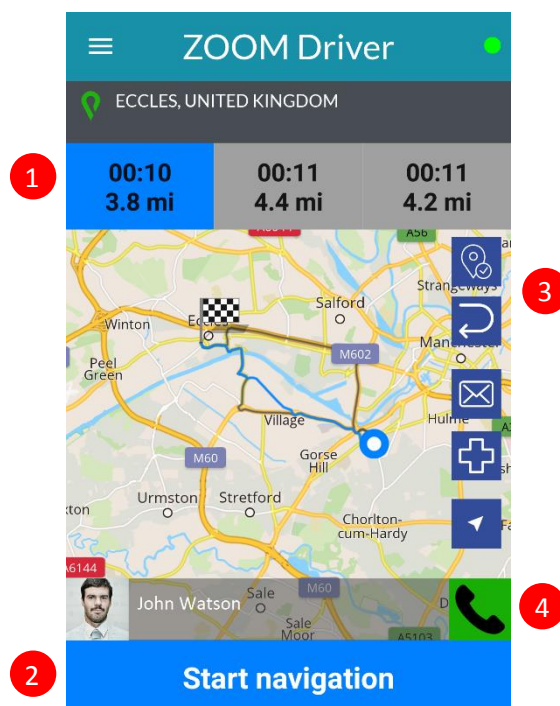 ZOOM Driver
ECCLES, UNITED KINGDOM
1
00:10
3.8 mi
00:11
4.4 mi
00:11
4.2 mi
A56
3
Salford
Winton
Eccles
M602
Peel
Green
Village
Hulme
M60
Gorse
Hill
Urmston
Stretford
Chorlton-
cum-Hardy
A6144
John Watson
Sale
M60
4
Sale
Moor
A5103
2
Start navigation